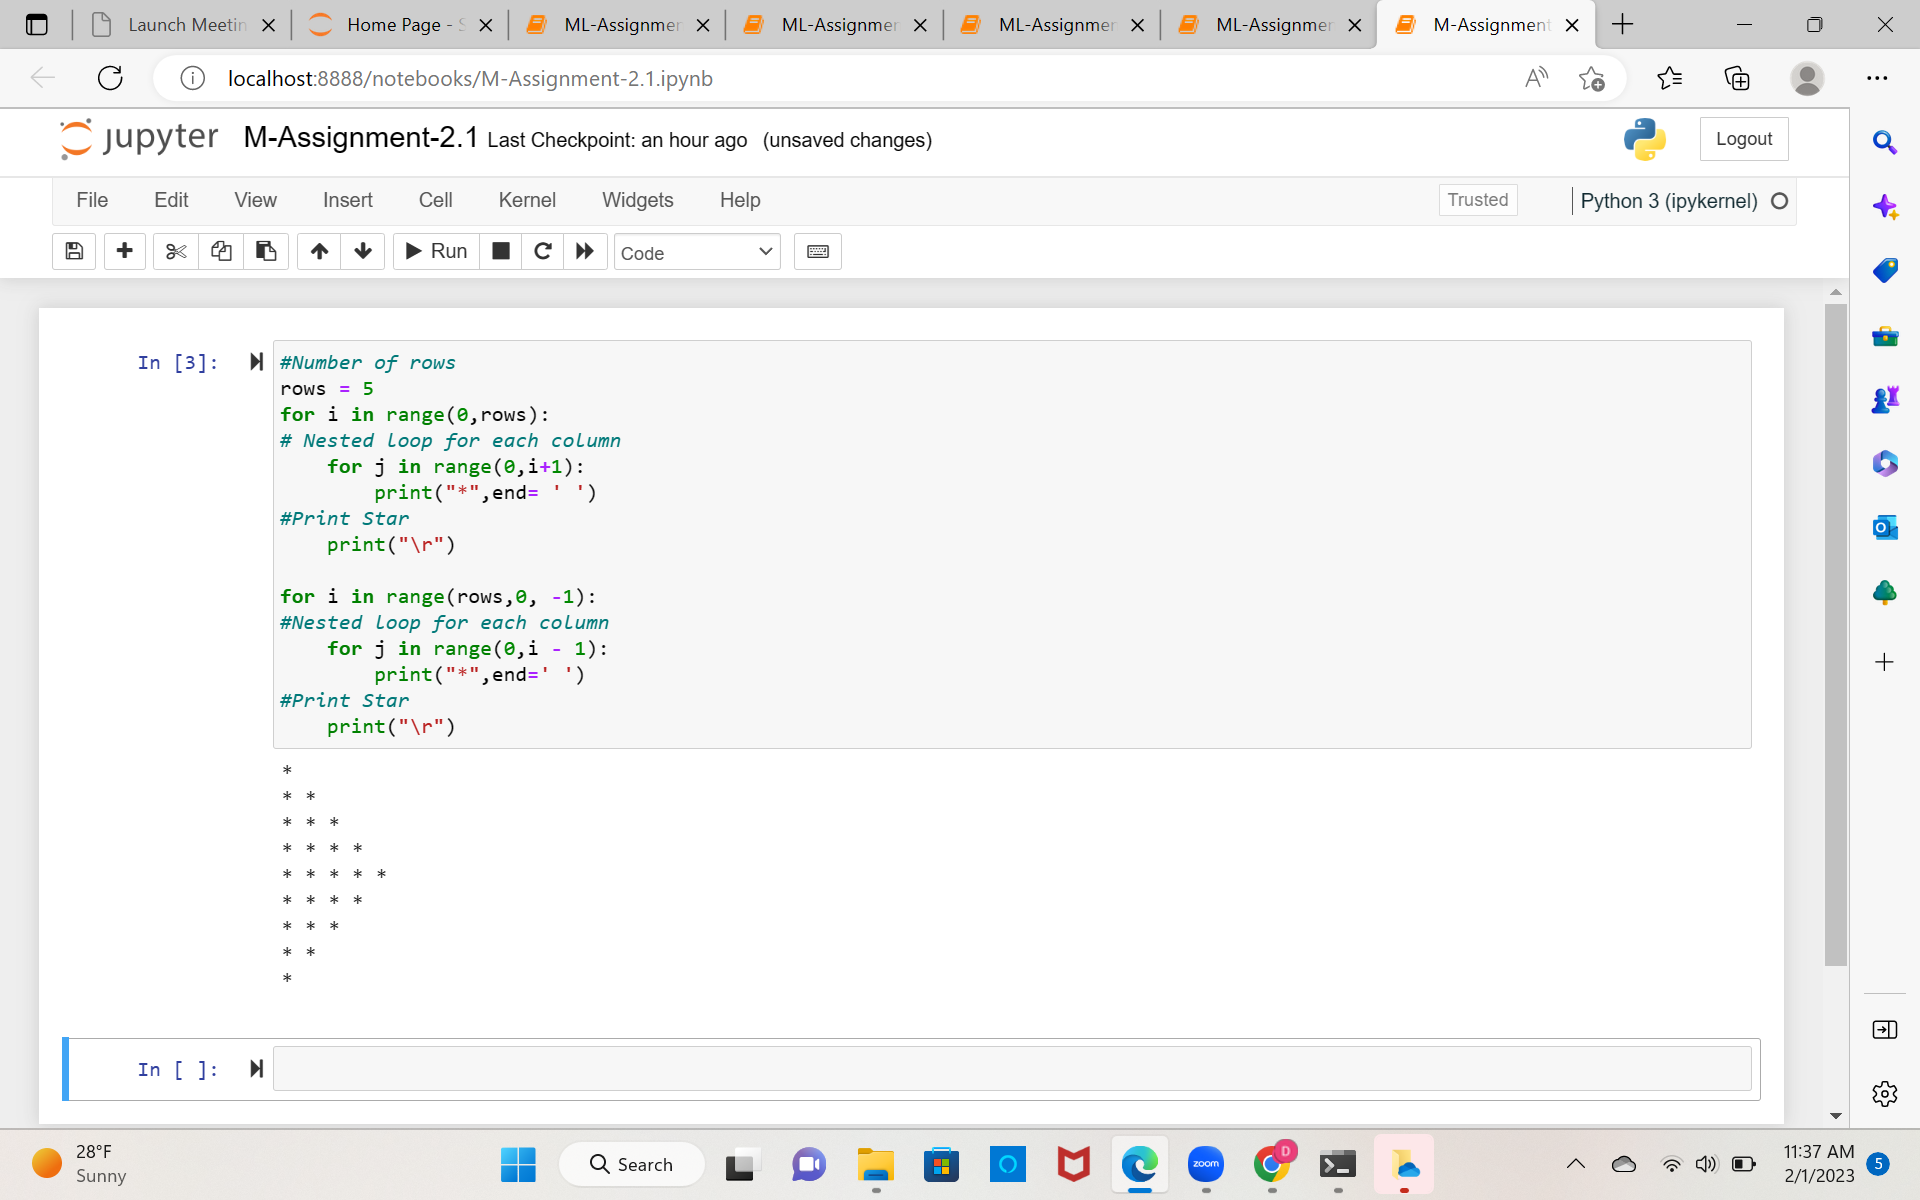 Launch Meetin
Home Page - S
ML-Assignmer
ML-Assignmer
ML-Assignmer
ML-Assignmer
M-Assignment
localhost:8888/notebooks/M-Assignment-2.1.ipynb
jupyter M-Assignment-2.1 Last Checkpoint: an hour ago (unsaved changes)
Logout
File Edit View Insert Cell Kernel Widgets Help
Trusted
Python 3 (ipykernel)
Run
Code
In [3]:
#Number of rows
rows = 5
for i in range(0,rows):
# Nested loop for each column
    for j in range(0,i+1):
        print("*",end= ' ')
#Print Star
    print("\r")
for i in range(rows,0, -1):
#Nested loop for each column
    for j in range(0,i - 1):
        print("*",end=' ')
#Print Star
    print("\r")
*
* *
* * *
* * * *
* * * * *
* * * *
* * *
* *
*
In [ ]:
28°F
Sunny
Search
zoom
D
11:37 AM
2/1/2023
5